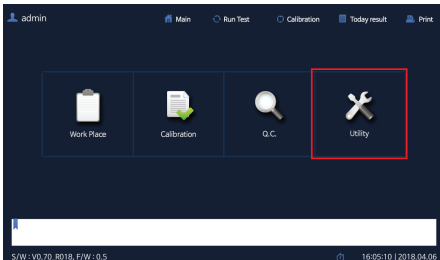 admin Main Run Test Calibration Today result Print
Work Place Calibration Q.C. Utility
S/W : V0.70_R018, F/W : 0.5 16:05:10 | 2018.04.06